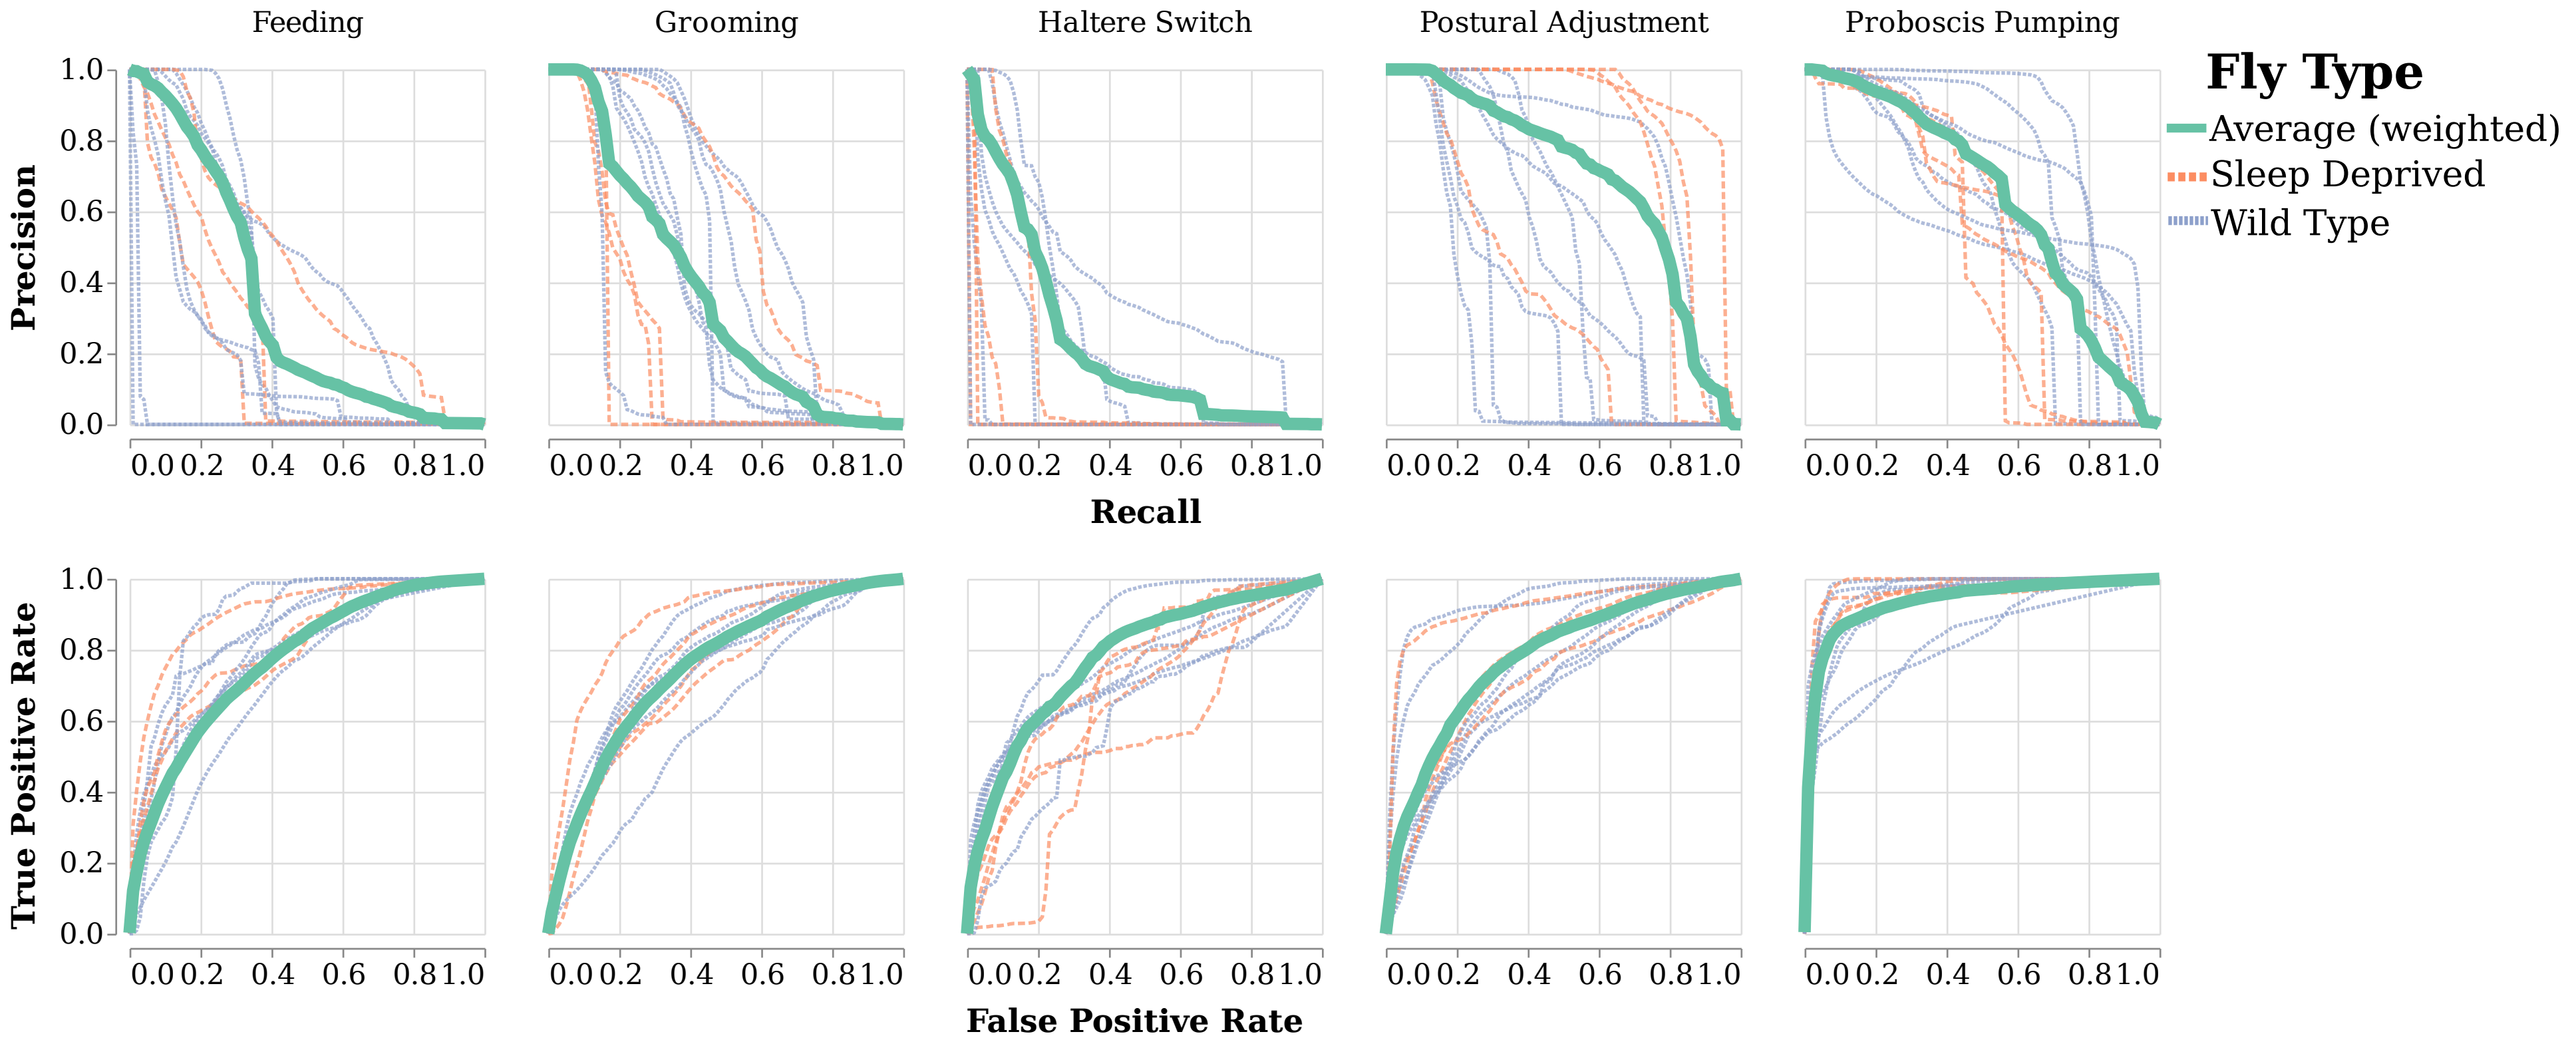 Feeding Grooming Haltere Switch Postural Adjustment Proboscis Pumping
Fly Type
Average (weighted)
Sleep Deprived
Wild Type
Precision
1.0
0.8
0.6
0.4
0.2
0.0
0.0 0.2 0.4 0.6 0.8 1.0 0.0 0.2 0.4 0.6 0.8 1.0 0.0 0.2 0.4 0.6 0.8 1.0 0.0 0.2 0.4 0.6 0.8 1.0 0.0 0.2 0.4 0.6 0.8 1.0
Recall
True Positive Rate
1.0
0.8
0.6
0.4
0.2
0.0
0.0 0.2 0.4 0.6 0.8 1.0 0.0 0.2 0.4 0.6 0.8 1.0 0.0 0.2 0.4 0.6 0.8 1.0 0.0 0.2 0.4 0.6 0.8 1.0 0.0 0.2 0.4 0.6 0.8 1.0
False Positive Rate